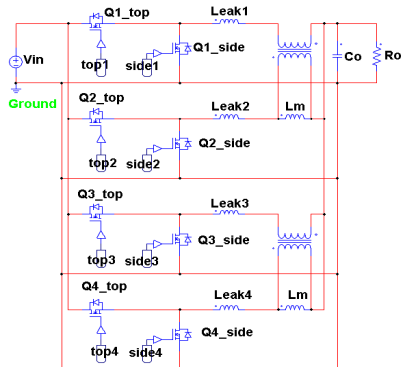 Q1_top
Leak1
Vin
Q1_side
Co
Ro
top1
side1
Ground
Q2_top
Leak2
Lm
Q2_side
top2
side2
Q3_top
Leak3
Q3_side
top3
side3
Q4_top
Leak4
Lm
Q4_side
top4
side4